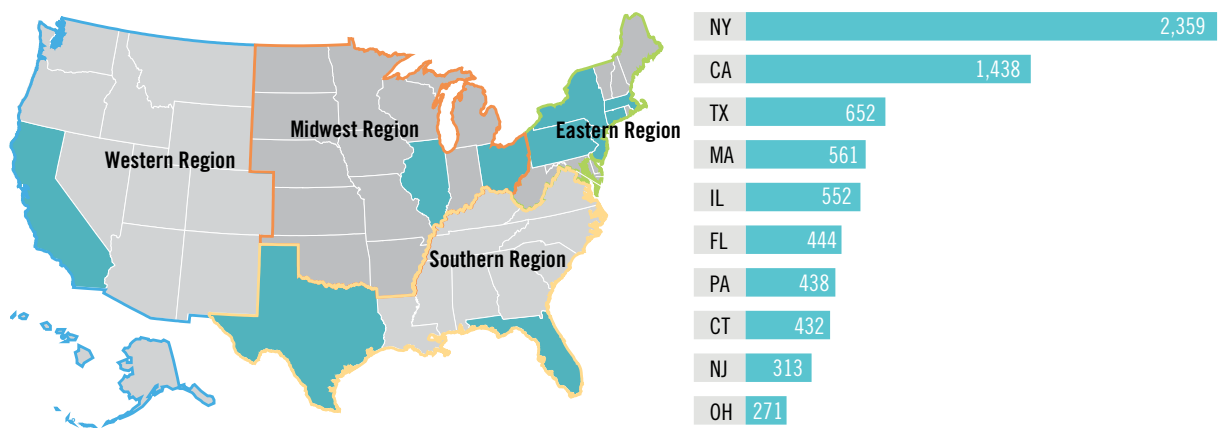 Western Region
Midwest Region
Eastern Region
Southern Region
NY 2,359
CA 1,438
TX 652
MA 561
IL 552
FL 444
PA 438
CT 432
NJ 313
OH 271